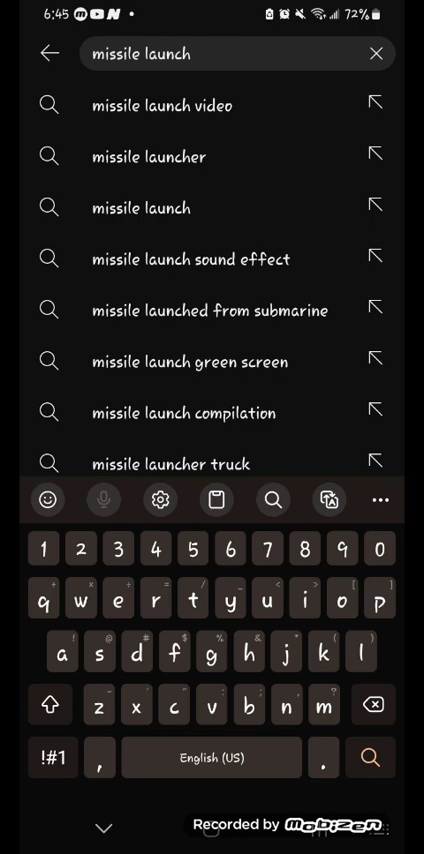 6:45 72%
missile launch
missile launch video
missile launcher
missile launch
missile launch sound effect
missile launched from submarine
missile launch green screen
missile launch compilation
missile launcher truck
1 2 3 4 5 6 7 8 9 0
+ × ÷ = / _ < > [ ]
q w e r t y u i o p
! @ # $ % & * ( )
a s d f g h j k l
- ' " : ; , ?
z x c v b n m
!#1 , English (US) .
Recorded by mobizen